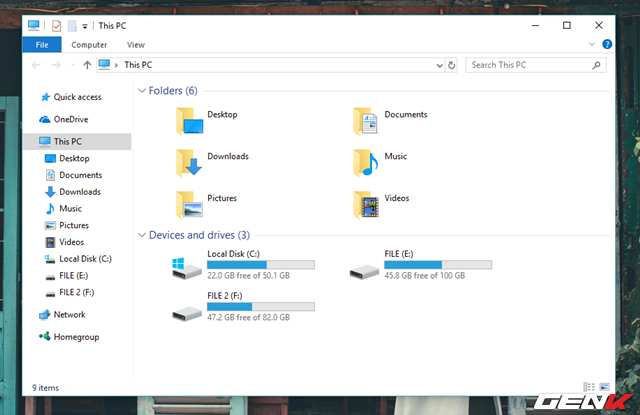 This PC
File Computer View
This PC
Search This PC
Quick access
OneDrive
This PC
Desktop
Documents
Downloads
Music
Pictures
Videos
Local Disk (C:)
FILE (E:)
FILE 2 (F:)
Network
Homegroup
Folders (6)
Desktop
Documents
Downloads
Music
Pictures
Videos
Devices and drives (3)
Local Disk (C:)
22.0 GB free of 50.1 GB
FILE (E:)
45.8 GB free of 100 GB
FILE 2 (F:)
47.2 GB free of 82.0 GB
9 items
GENK